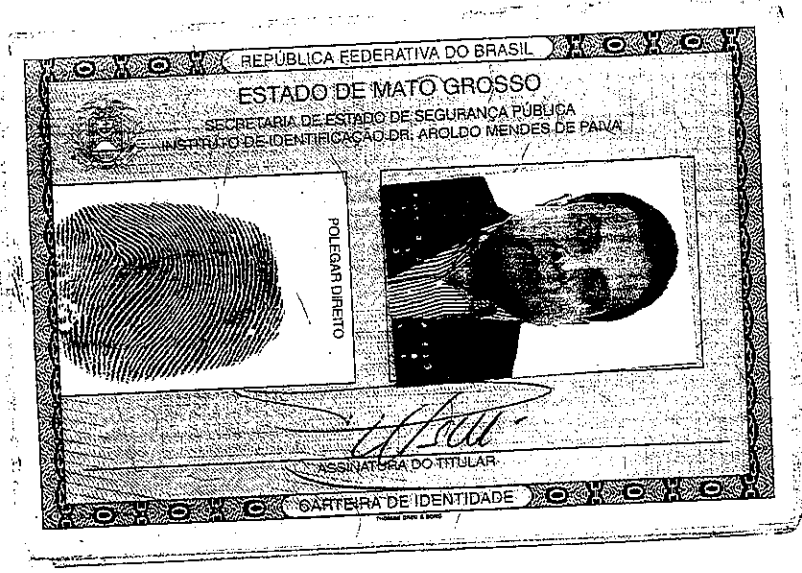 REPÚBLICA FEDERATIVA DO BRASIL
ESTADO DE MATO GROSSO
SECRETARIA DE ESTADO DE SEGURANÇA PÚBLICA
INSTITUTO DE IDENTIFICAÇÃO DR. AROLDO MENDES DE PAIVA
POLEGAR DIREITO
ASSINATURA DO TITULAR
CARTEIRA DE IDENTIDADE